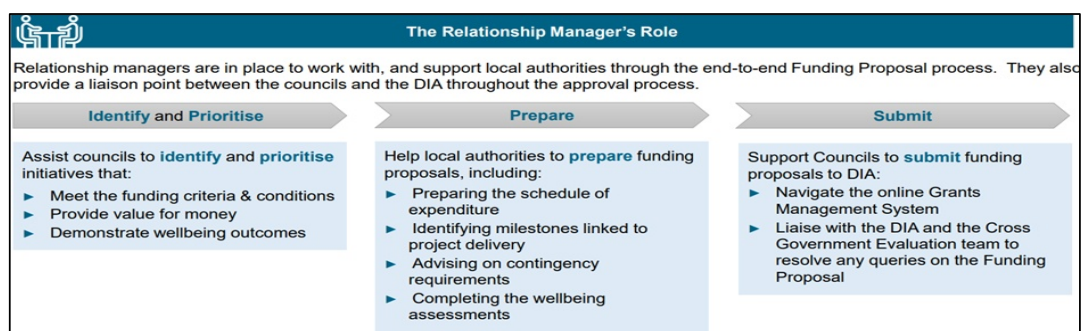 The Relationship Manager's Role
Relationship managers are in place to work with, and support local authorities through the end-to-end Funding Proposal process. They also
provide a liaison point between the councils and the DIA throughout the approval process.
Identify and Prioritise
Assist councils to identify and prioritise
initiatives that:
► Meet the funding criteria & conditions
► Provide value for money
► Demonstrate wellbeing outcomes
Prepare
Help local authorities to prepare funding
proposals, including:
► Preparing the schedule of
expenditure
► Identifying milestones linked to
project delivery
► Advising on contingency
requirements
► Completing the wellbeing
assessments
Submit
Support Councils to submit funding
proposals to DIA:
► Navigate the online Grants
Management System
► Liaise with the DIA and the Cross
Government Evaluation team to
resolve any queries on the Funding
Proposal